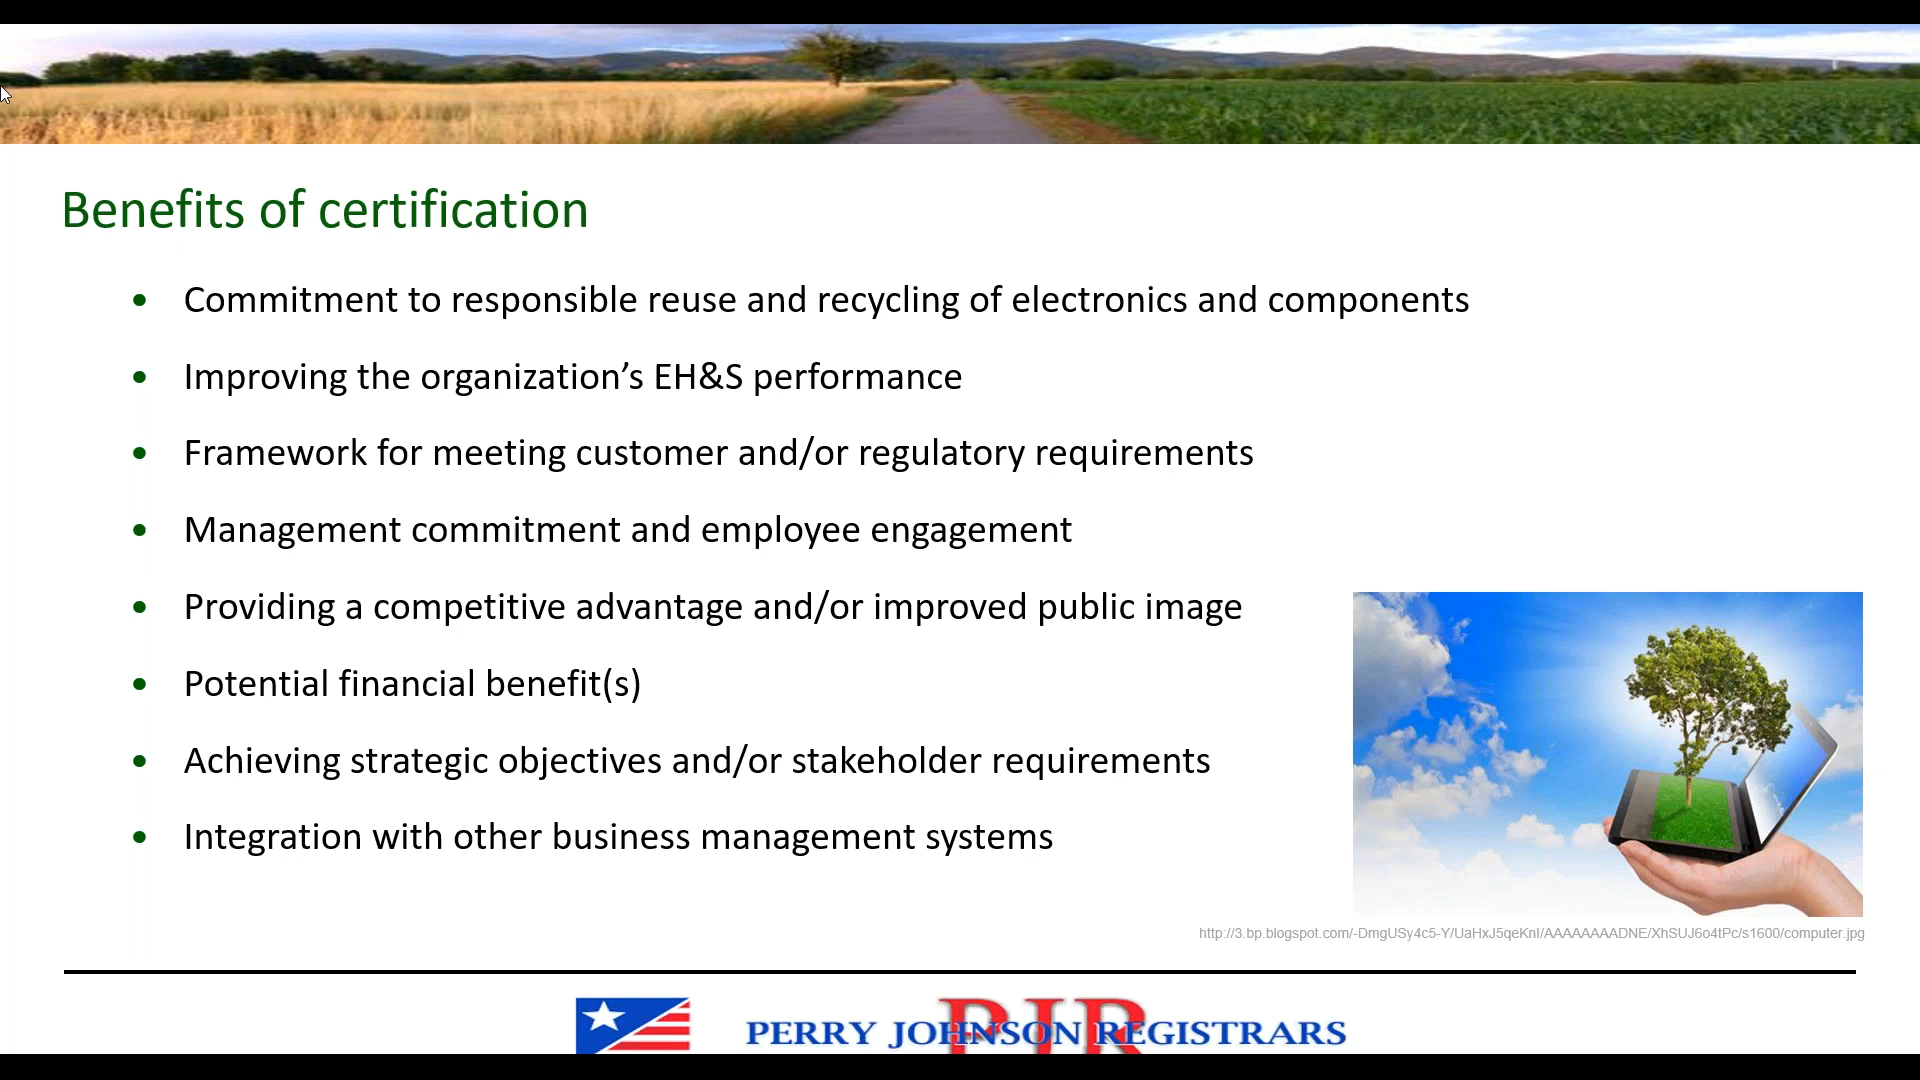 Benefits of certification
• Commitment to responsible reuse and recycling of electronics and components
• Improving the organization’s EH&S performance
• Framework for meeting customer and/or regulatory requirements
• Management commitment and employee engagement
• Providing a competitive advantage and/or improved public image
• Potential financial benefit(s)
• Achieving strategic objectives and/or stakeholder requirements
• Integration with other business management systems
http://3.bp.blogspot.com/-DmgUSy4c5-Y/UaHxJ5qeKnI/AAAAAAAADNE/XhSUJ6o4tPc/s1600/computer.jpg
PJR
PERRY JOHNSON REGISTRARS